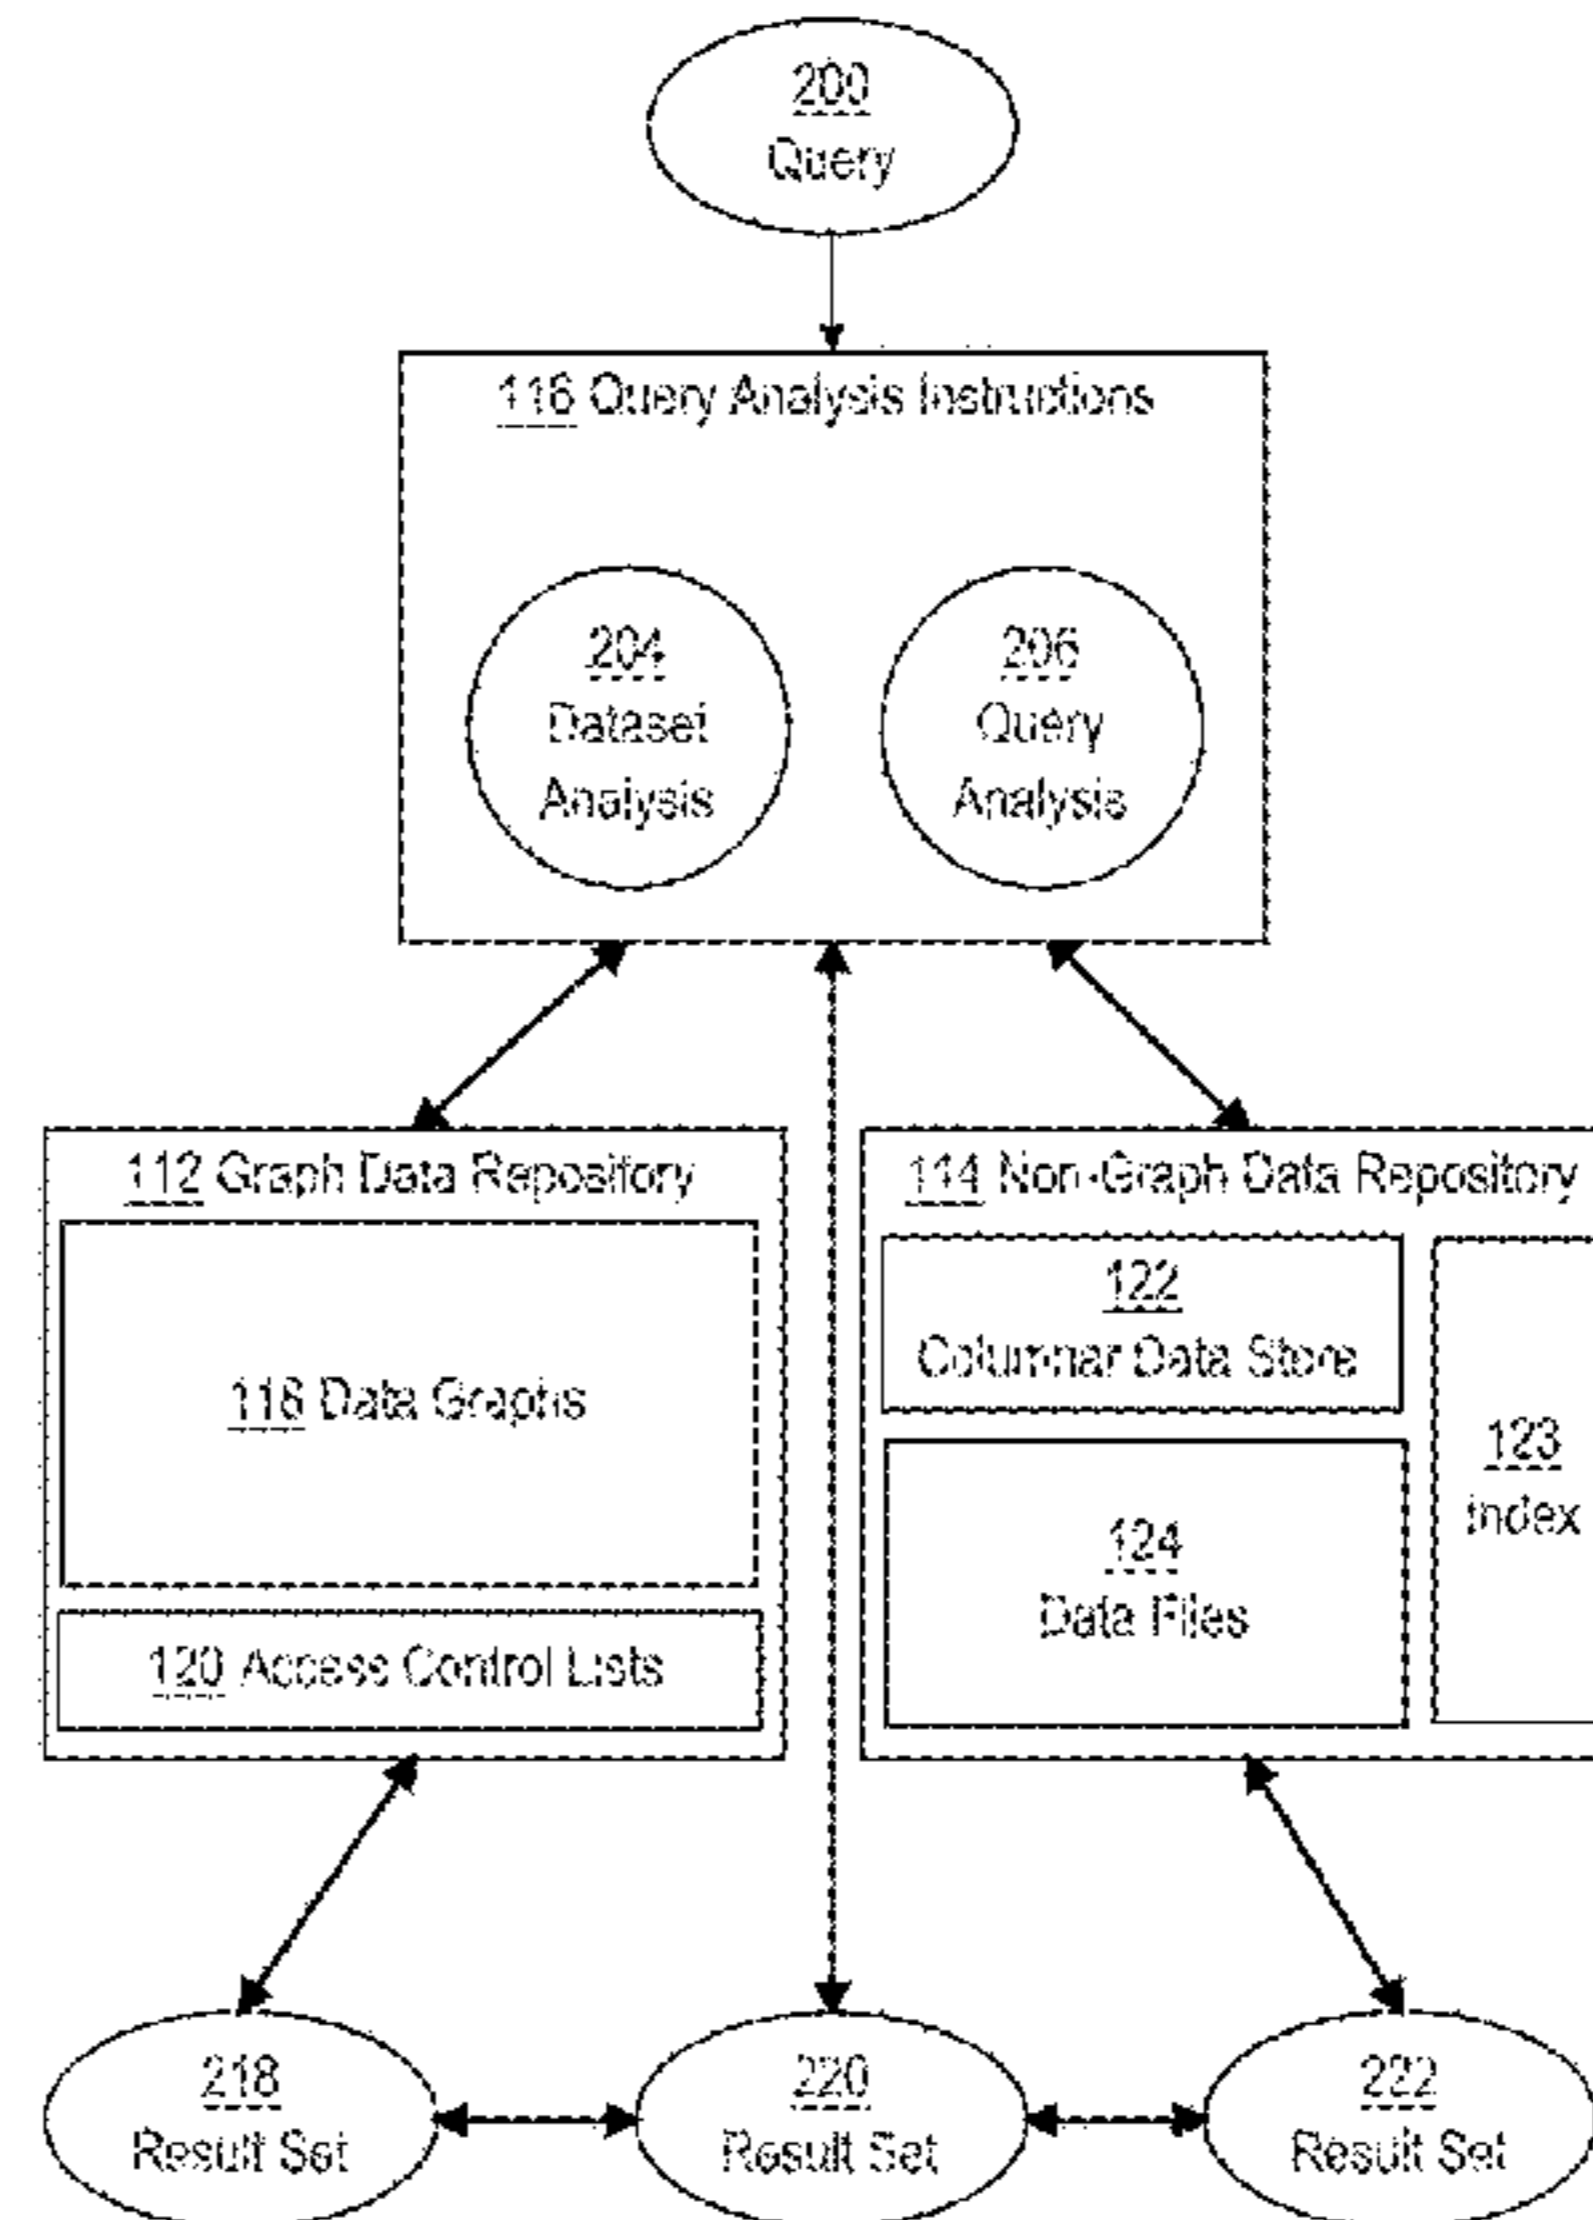 200
Query
116 Query Analysis Instructions
204
Dataset
Analysis
206
Query
Analysis
112 Graph Data Repository
118 Data Graphs
120 Access Control Lists
114 Non-Graph Data Repository
122
Columnar Data Store
124
Data Files
123
Index
218
Result Set
220
Result Set
222
Result Set